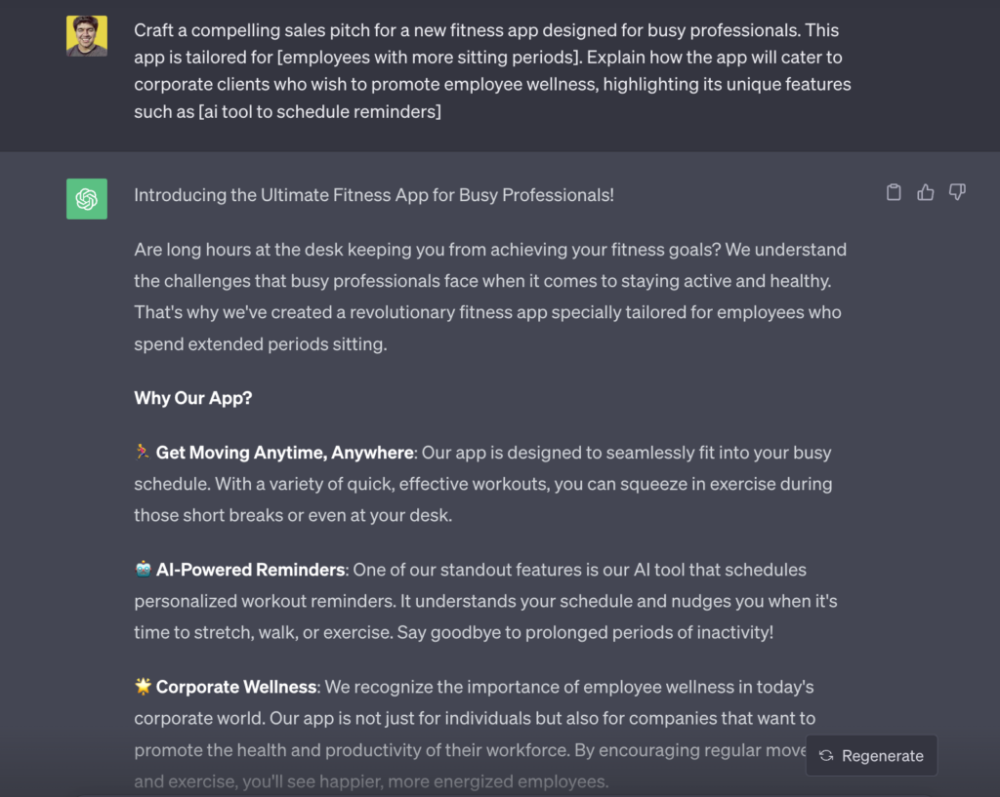 Craft a compelling sales pitch for a new fitness app designed for busy professionals. This
app is tailored for [employees with more sitting periods]. Explain how the app will cater to
corporate clients who wish to promote employee wellness, highlighting its unique features
such as [ai tool to schedule reminders]
Introducing the Ultimate Fitness App for Busy Professionals!
Are long hours at the desk keeping you from achieving your fitness goals? We understand
the challenges that busy professionals face when it comes to staying active and healthy.
That's why we've created a revolutionary fitness app specially tailored for employees who
spend extended periods sitting.
Why Our App?
🏃 Get Moving Anytime, Anywhere: Our app is designed to seamlessly fit into your busy
schedule. With a variety of quick, effective workouts, you can squeeze in exercise during
those short breaks or even at your desk.
🤖 AI-Powered Reminders: One of our standout features is our AI tool that schedules
personalized workout reminders. It understands your schedule and nudges you when it's
time to stretch, walk, or exercise. Say goodbye to prolonged periods of inactivity!
🌟 Corporate Wellness: We recognize the importance of employee wellness in today's
corporate world. Our app is not just for individuals but also for companies that want to
promote the health and productivity of their workforce. By encouraging regular move
Regenerate
and exercise, you'll see happier, more energized employees.